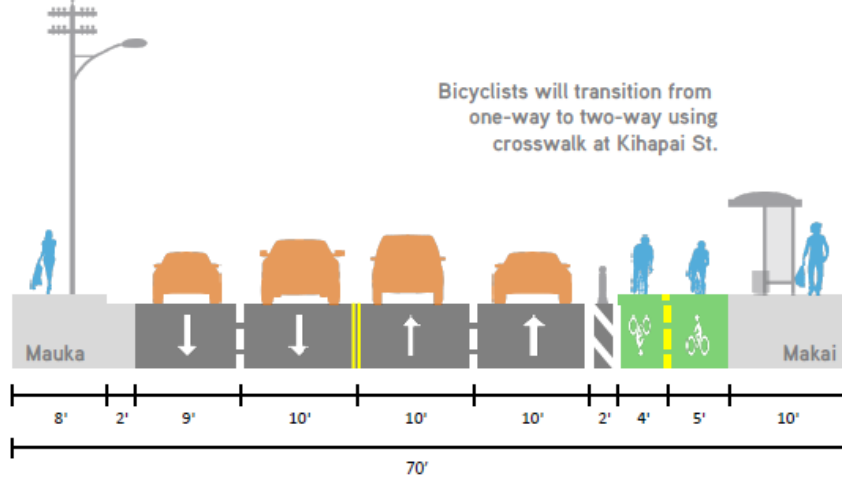 Bicyclists will transition from
one-way to two-way using
crosswalk at Kihapai St.
Mauka
Makai
8' 2' 9' 10' 10' 10' 2' 4' 5' 10'
70'